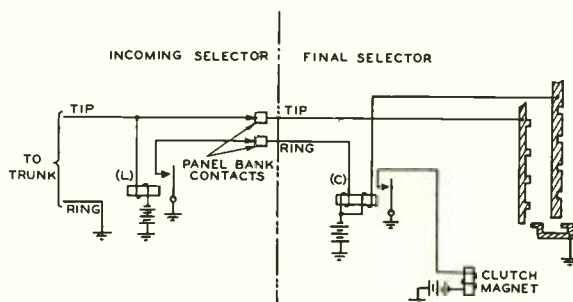 INCOMING SELECTOR
FINAL SELECTOR
TIP
TIP
TO
TRUNK
RING
PANEL BANK
CONTACTS
(L)
(C)
RING
CLUTCH
MAGNET